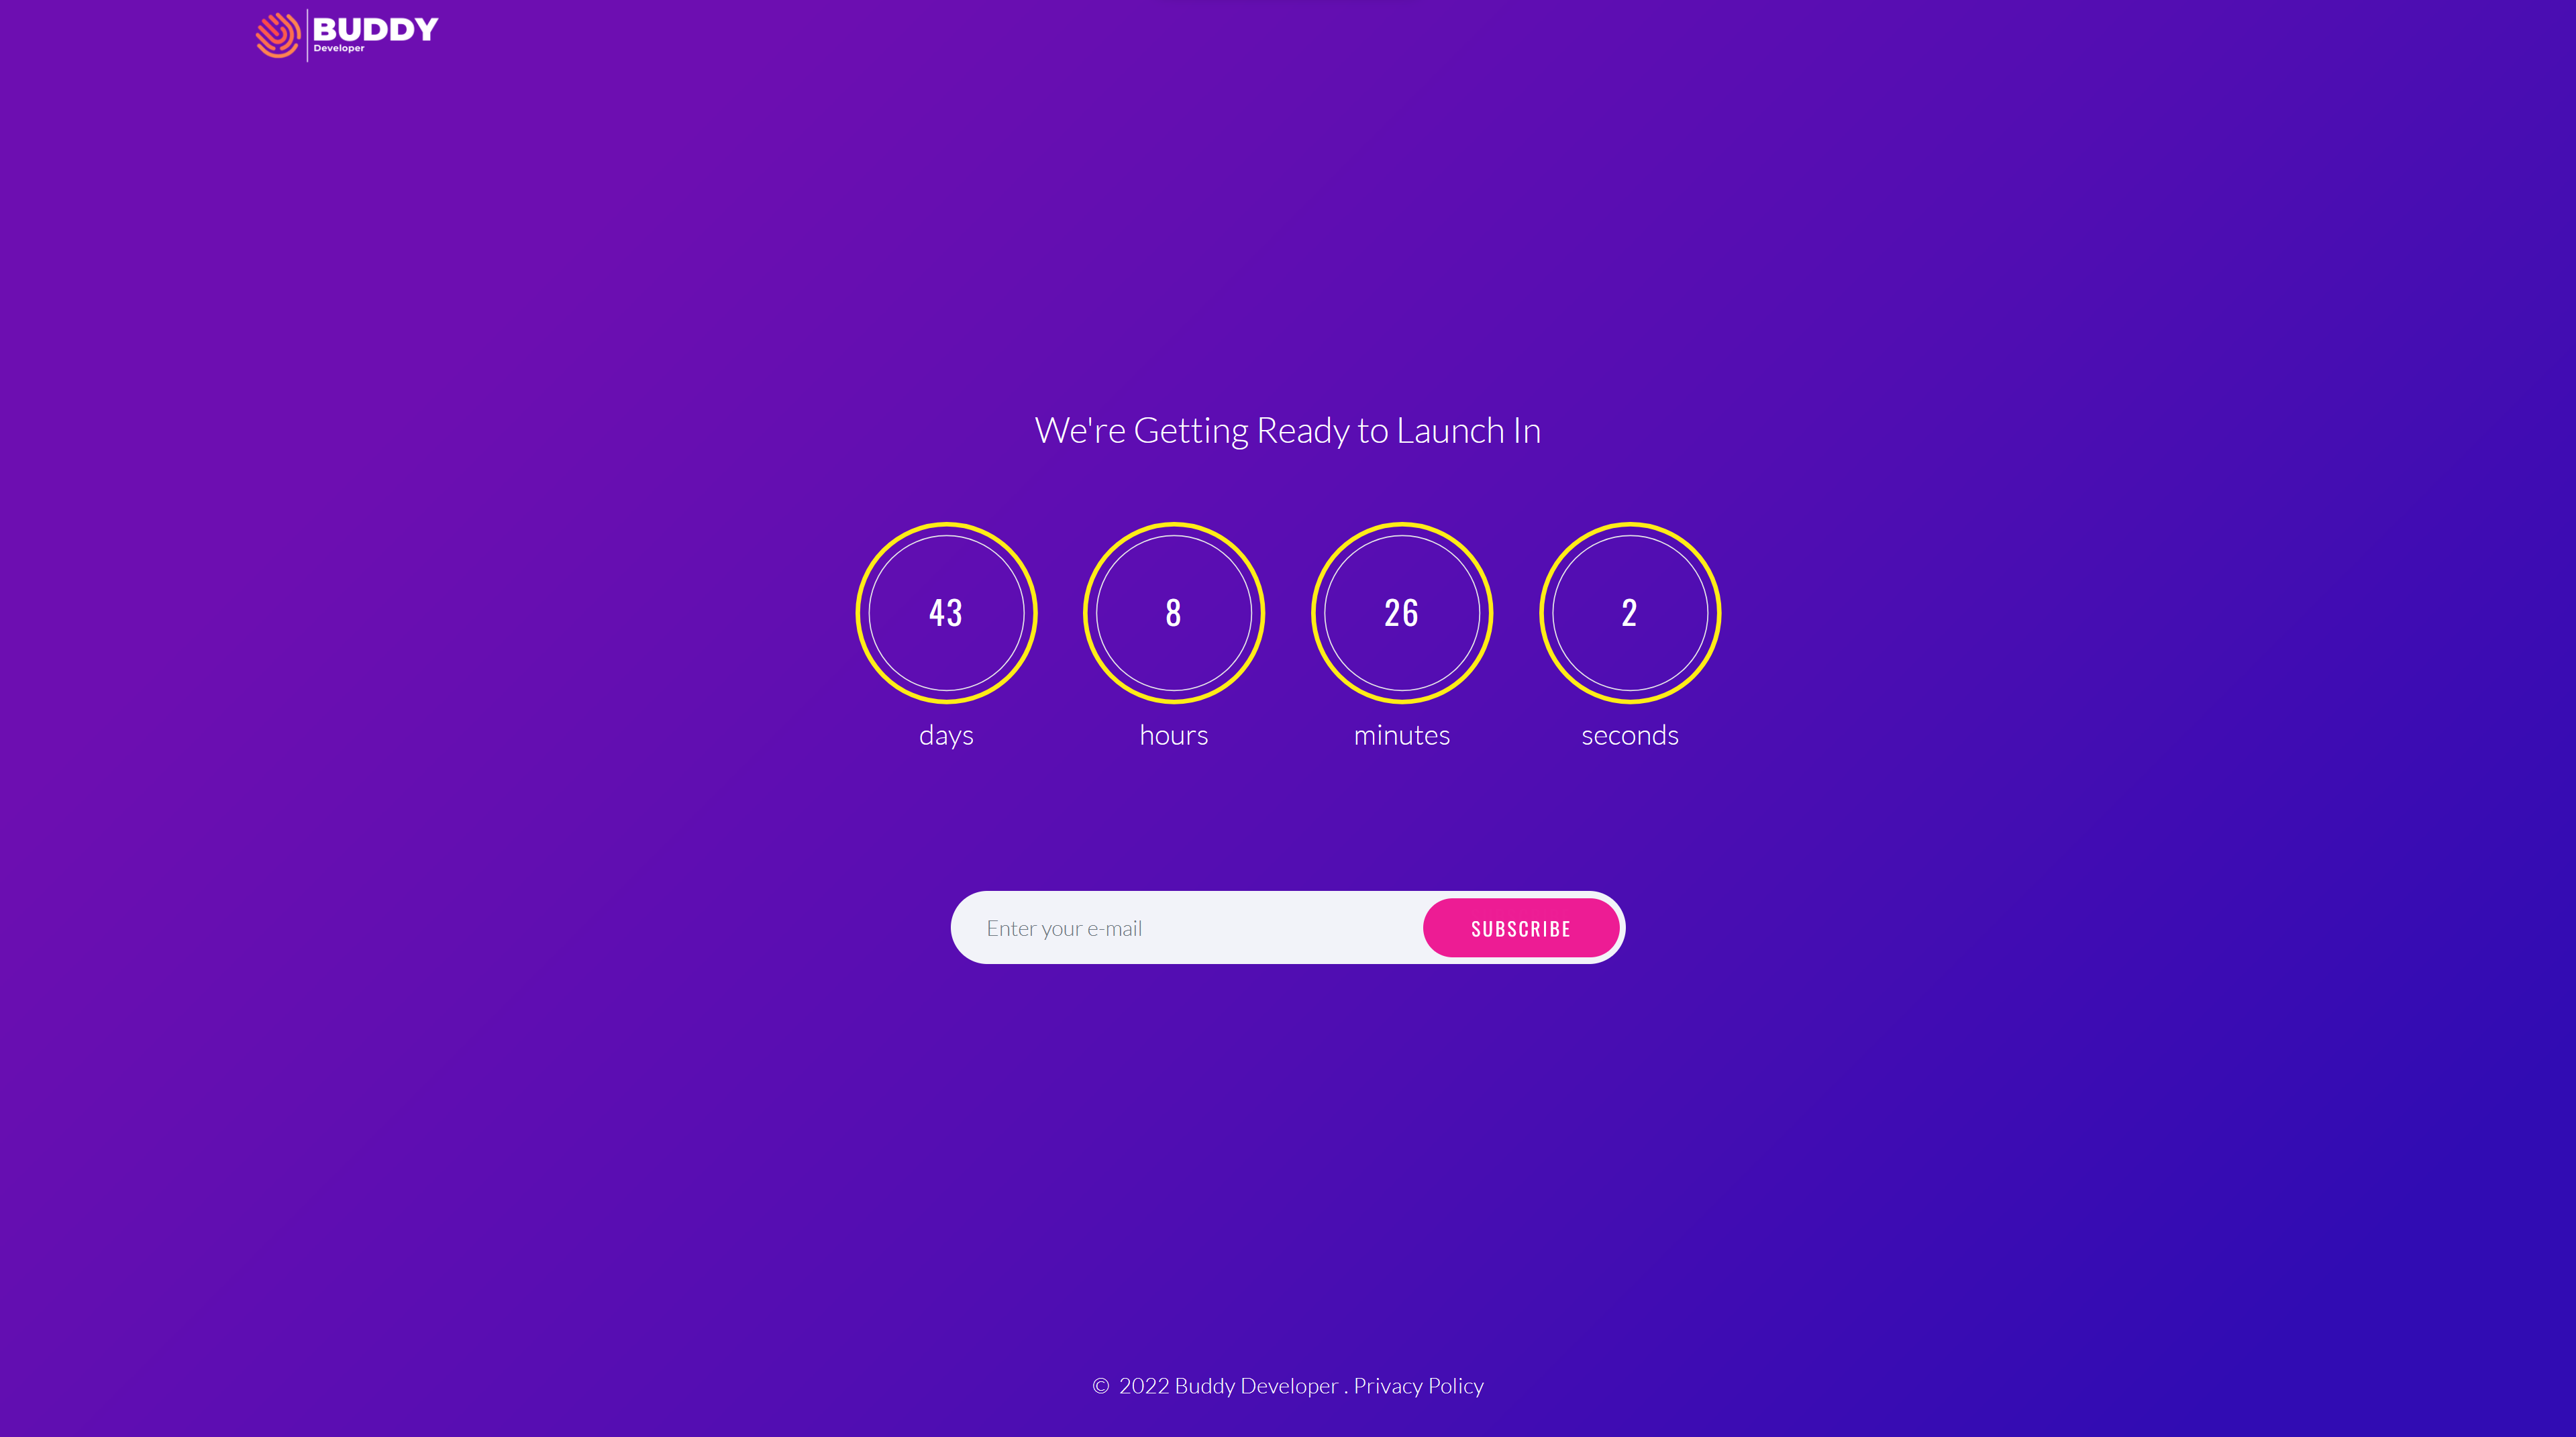 BUDDY
Developer
We're Getting Ready to Launch In
43 8 26 2
days hours minutes seconds
Enter your e-mail SUBSCRIBE
© 2022 Buddy Developer . Privacy Policy